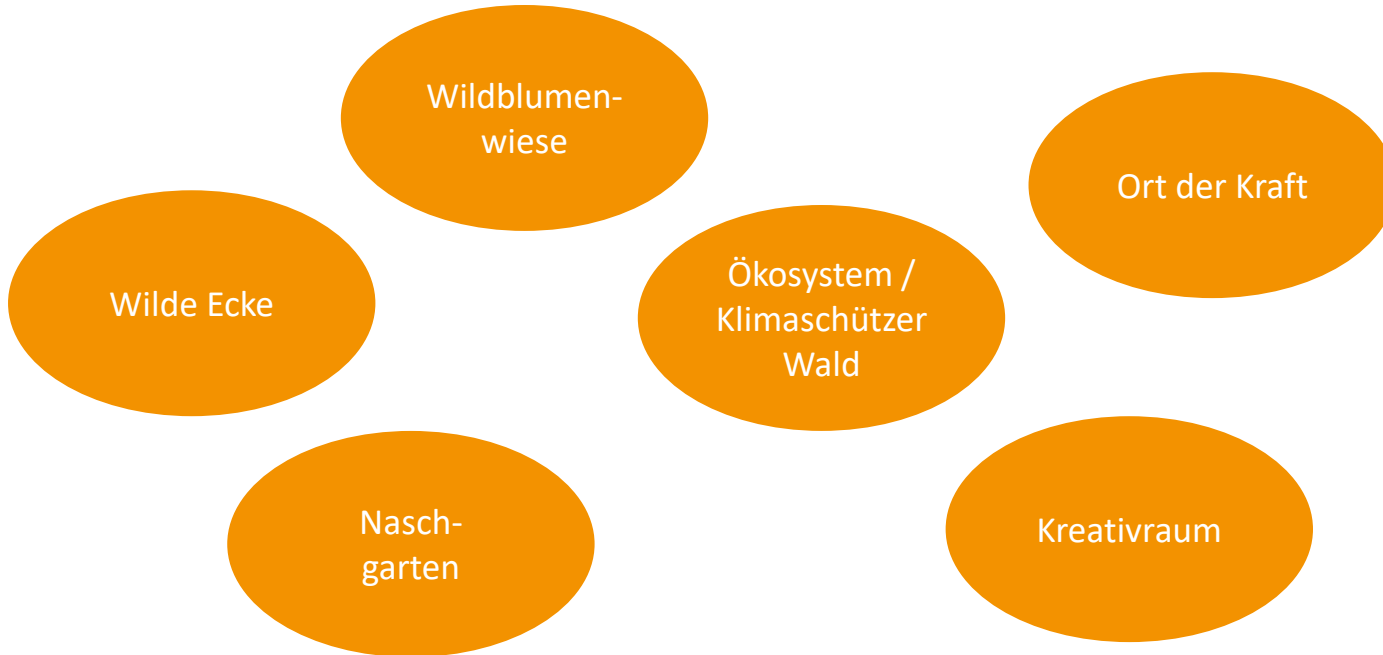 Wildblumen-
wiese
Ort der Kraft
Wilde Ecke
Ökosystem /
Klimaschützer
Wald
Nasch-
garten
Kreativraum